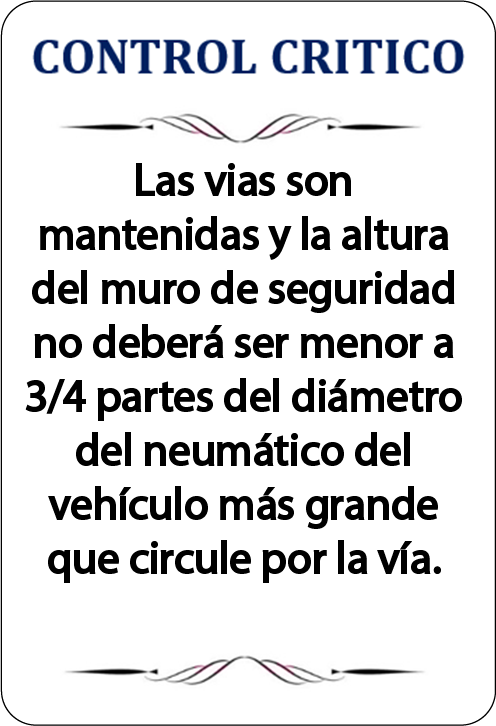 CONTROL CRITICO
Las vias son
mantenidas y la altura
del muro de seguridad
no deberá ser menor a
3/4 partes del diámetro
del neumático del
vehículo más grande
que circule por la vía.